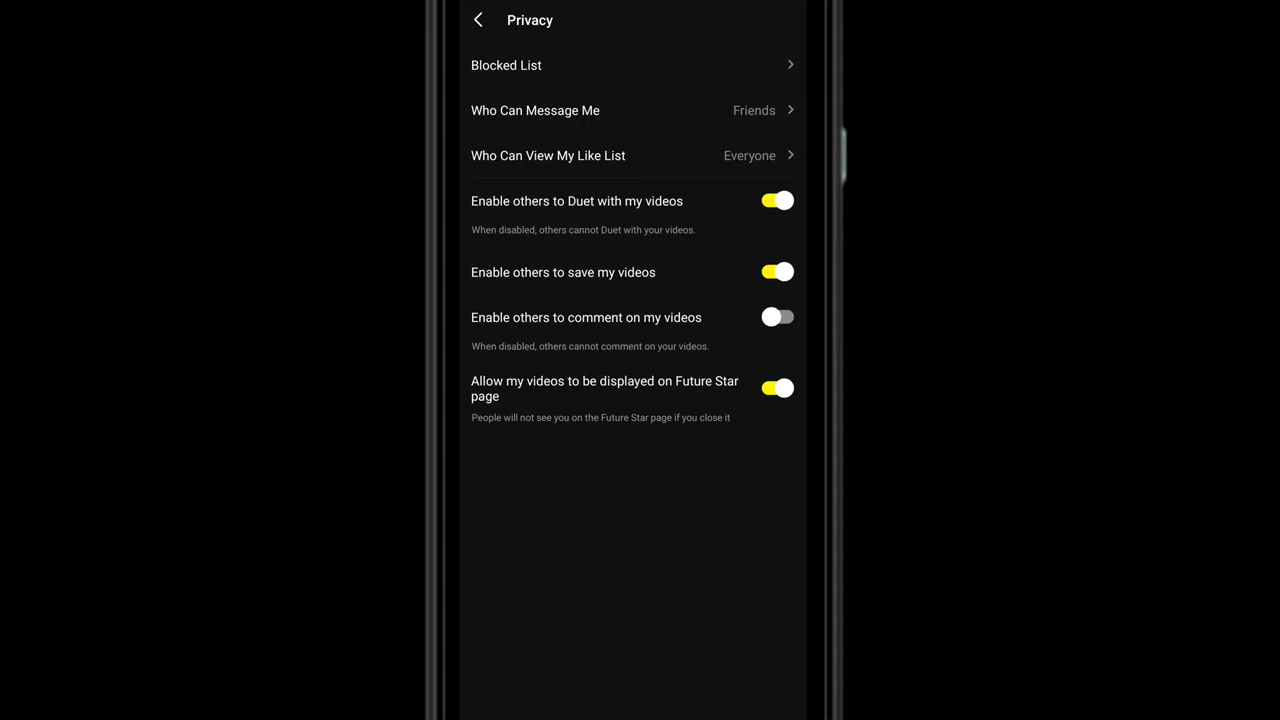 Privacy
Blocked List
Who Can Message Me Friends
Who Can View My Like List Everyone
Enable others to Duet with my videos
When disabled, others cannot Duet with your videos.
Enable others to save my videos
Enable others to comment on my videos
When disabled, others cannot comment on your videos.
Allow my videos to be displayed on Future Star
page
People will not see you on the Future Star page if you close it